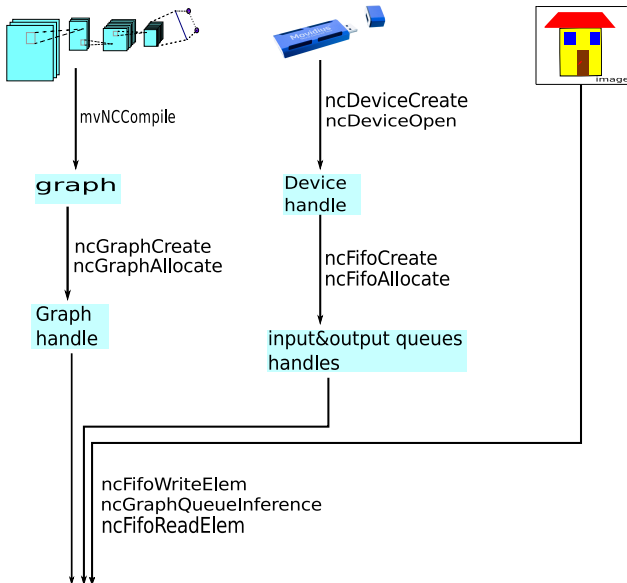 Movidius
image
mvNCCompile
ncDeviceCreate
ncDeviceOpen
graph
Device
handle
ncGraphCreate
ncGraphAllocate
ncFifoCreate
ncFifoAllocate
Graph
handle
input&output queues
handles
ncFifoWriteElem
ncGraphQueueInference
ncFifoReadElem